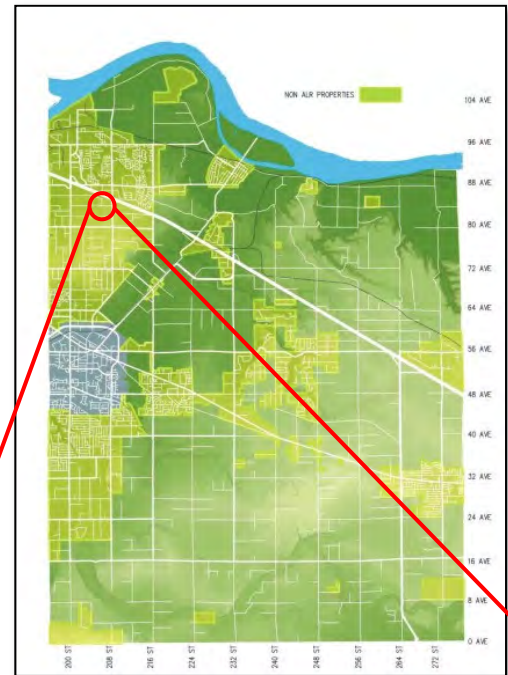 NON ALR PROPERTIES
104 AVE
96 AVE
88 AVE
80 AVE
72 AVE
64 AVE
56 AVE
48 AVE
40 AVE
32 AVE
24 AVE
16 AVE
8 AVE
0 AVE
200 ST
208 ST
216 ST
224 ST
232 ST
240 ST
248 ST
256 ST
264 ST
272 ST